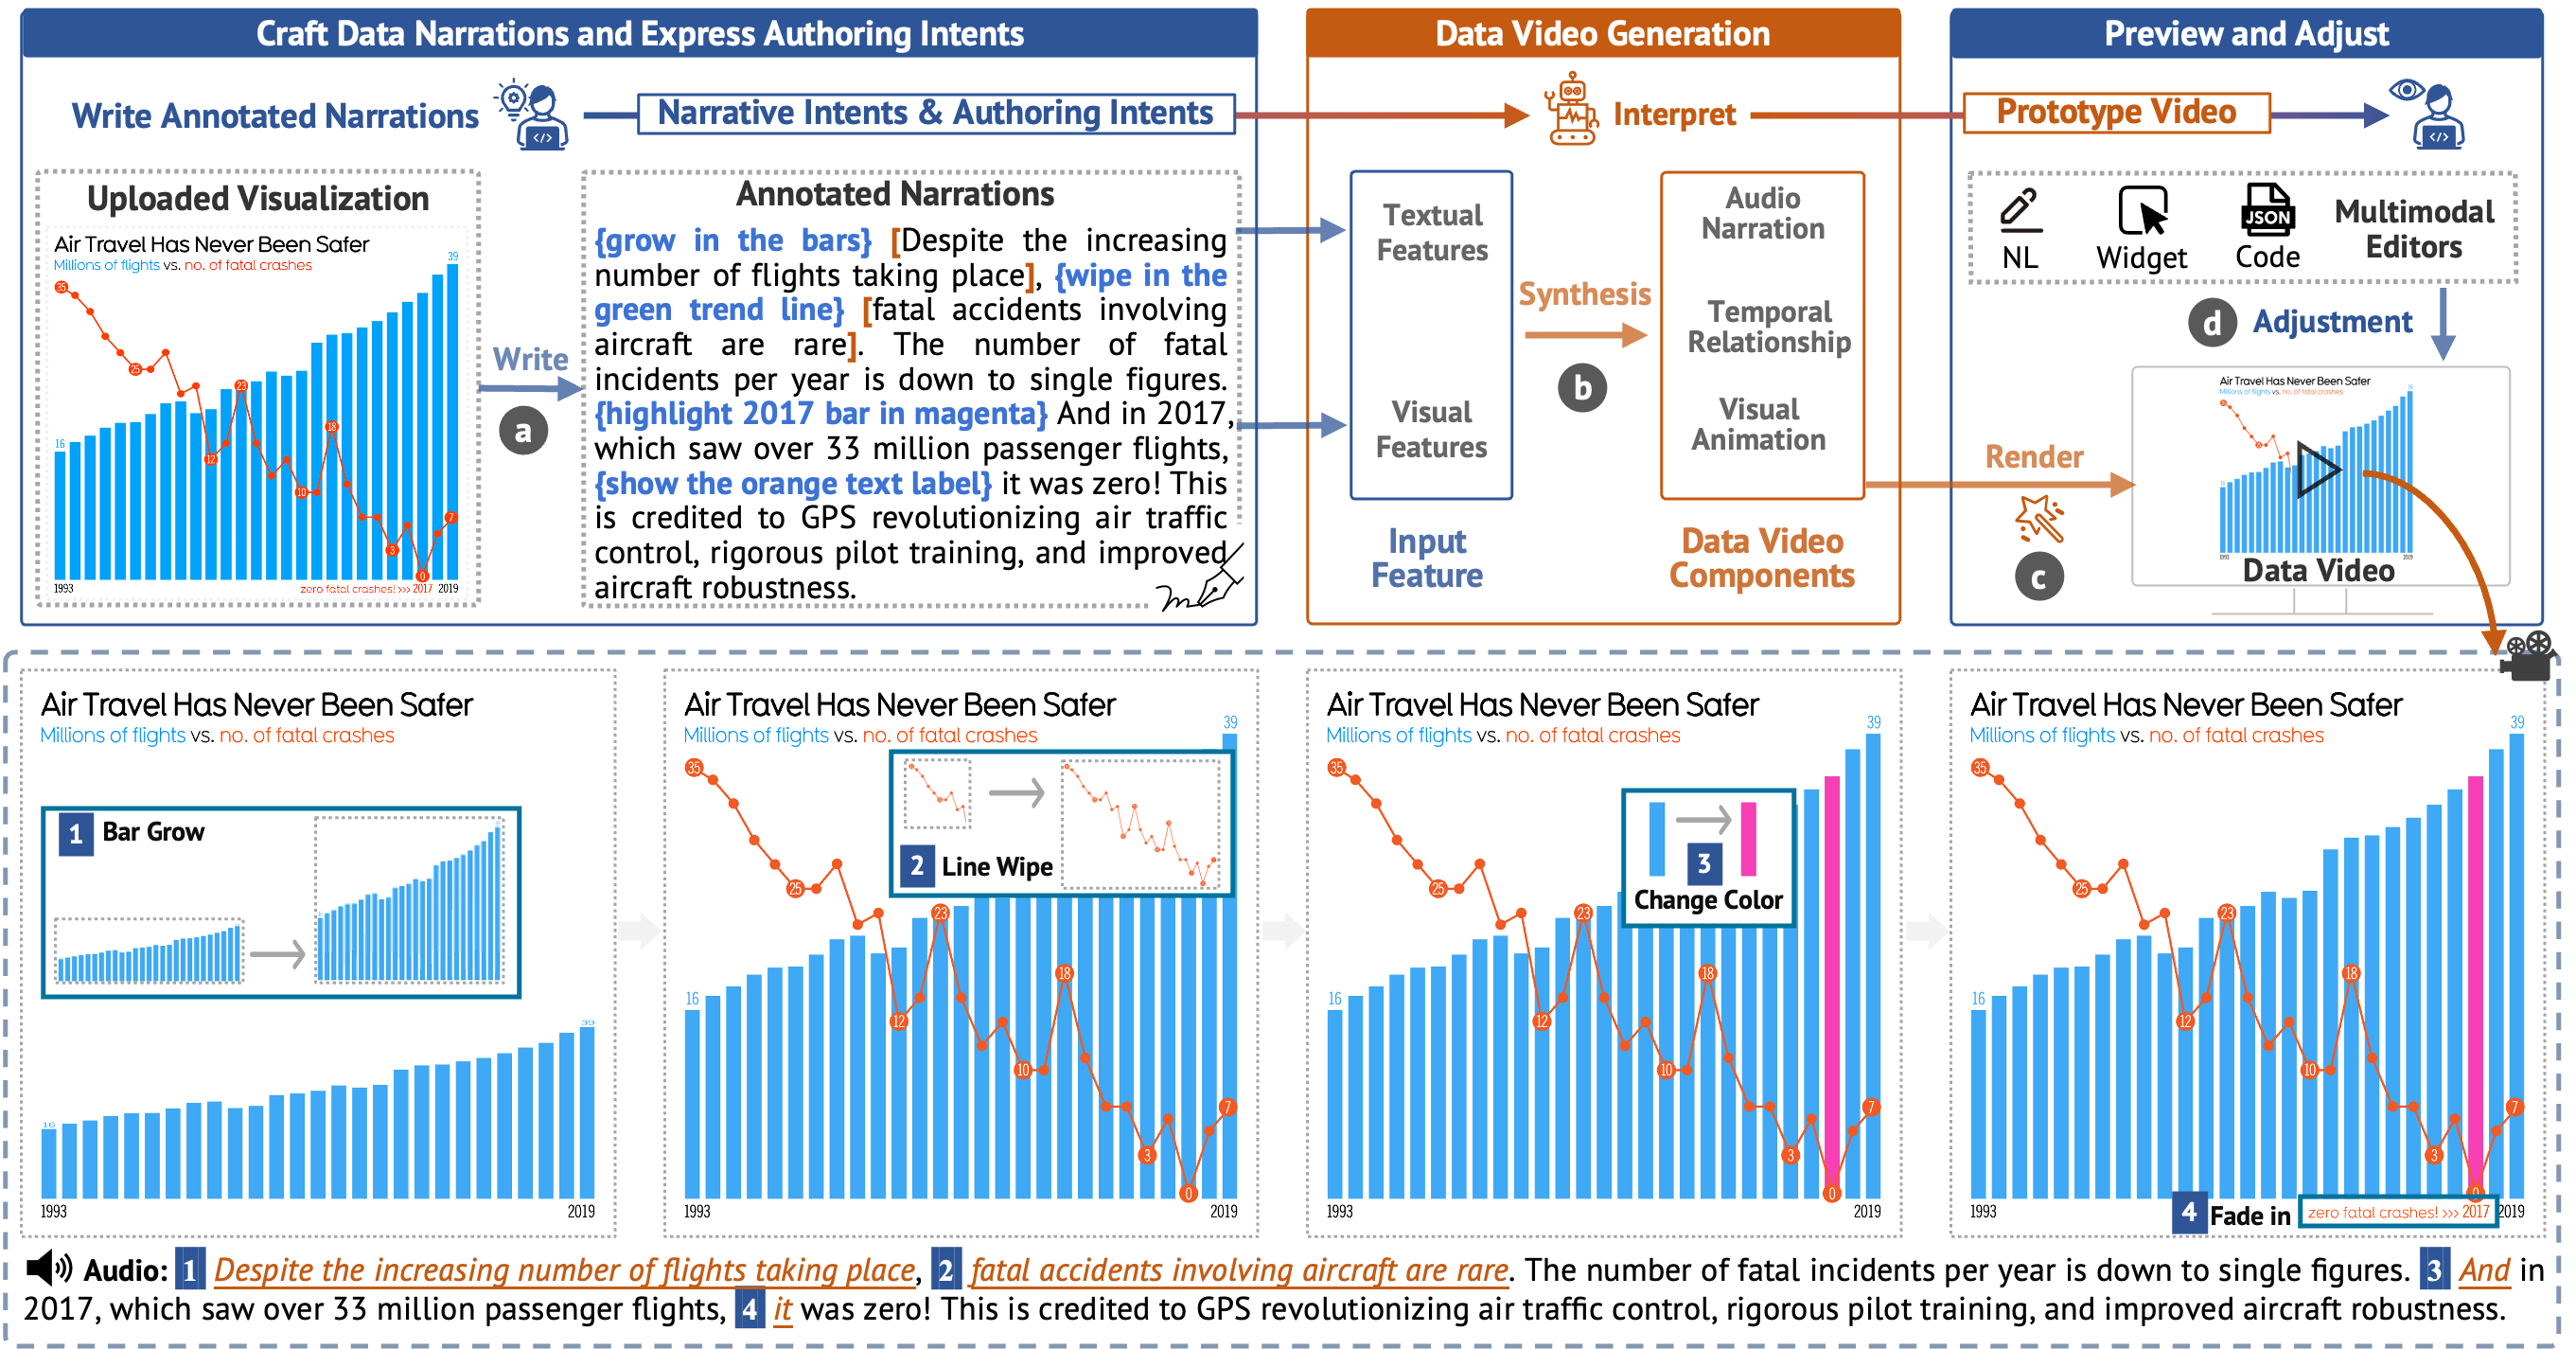 Craft Data Narrations and Express Authoring Intents
Write Annotated Narrations
Narrative Intents & Authoring Intents
Uploaded Visualization
Air Travel Has Never Been Safer
Millions of flights vs. no. of fatal crashes
39
35
25
23
18
16
12
10
7
3
0
1993
zero fatal crashes! >>> 2017
2019
Write
a
Annotated Narrations
{grow in the bars} [Despite the increasing
number of flights taking place], {wipe in the
green trend line} [fatal accidents involving
aircraft are rare]. The number of fatal
incidents per year is down to single figures.
{highlight 2017 bar in magenta} And in 2017,
which saw over 33 million passenger flights,
{show the orange text label} it was zero! This
is credited to GPS revolutionizing air traffic
control, rigorous pilot training, and improved
aircraft robustness.
Data Video Generation
Interpret
Textual
Features
Visual
Features
Input
Feature
Synthesis
b
Audio
Narration
Temporal
Relationship
Visual
Animation
Data Video
Components
Preview and Adjust
Prototype Video
NL
Widget
JSON
Code
Multimodal
Editors
d Adjustment
Render
c
Air Travel Has Never Been Safer
Millions of flights vs. no. of fatal crashes
Data Video
Air Travel Has Never Been Safer
Millions of flights vs. no. of fatal crashes
1 Bar Grow
39
16
1993
2019
Air Travel Has Never Been Safer
Millions of flights vs. no. of fatal crashes
39
35
2 Line Wipe
25
23
18
16
12
10
7
3
0
1993
2019
Air Travel Has Never Been Safer
Millions of flights vs. no. of fatal crashes
39
35
3
Change Color
25
23
18
16
12
10
7
3
0
1993
2019
Air Travel Has Never Been Safer
Millions of flights vs. no. of fatal crashes
39
35
25
23
18
16
12
10
7
3
0
1993
4 Fade in
zero fatal crashes! >>> 2017
2019
Audio: 1 Despite the increasing number of flights taking place, 2 fatal accidents involving aircraft are rare. The number of fatal incidents per year is down to single figures. 3 And in
2017, which saw over 33 million passenger flights, 4 it was zero! This is credited to GPS revolutionizing air traffic control, rigorous pilot training, and improved aircraft robustness.